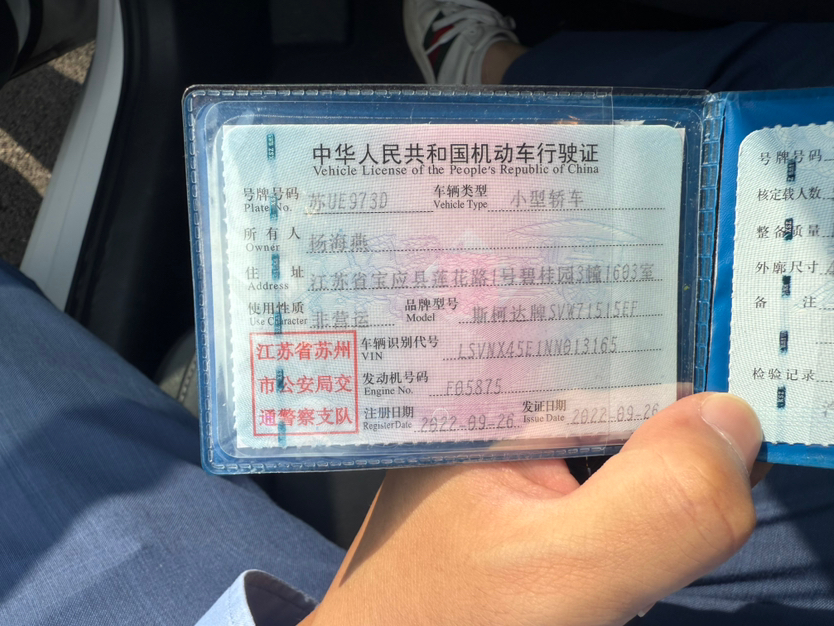 中华人民共和国机动车行驶证
Vehicle License of the People's Republic of China
号牌号码 Plate No. 苏UE973D 车辆类型 Vehicle Type 小型轿车
所有人 Owner 杨海燕
住址 Address 江苏省宝应县莲花路1号碧桂园3幢1603室
使用性质 Use Character 非营运 品牌型号 Model 斯柯达牌SVW71515EF
车辆识别代号 VIN LSVNX45E1NN013165
发动机号码 Engine No. F05875
注册日期 Register Date 2022-09-26 发证日期 Issue Date 2022-09-26
江苏省苏州
市公安局交
通警察支队
号牌号码
核定载人数
整备质量
外廓尺寸
备注
检验记录